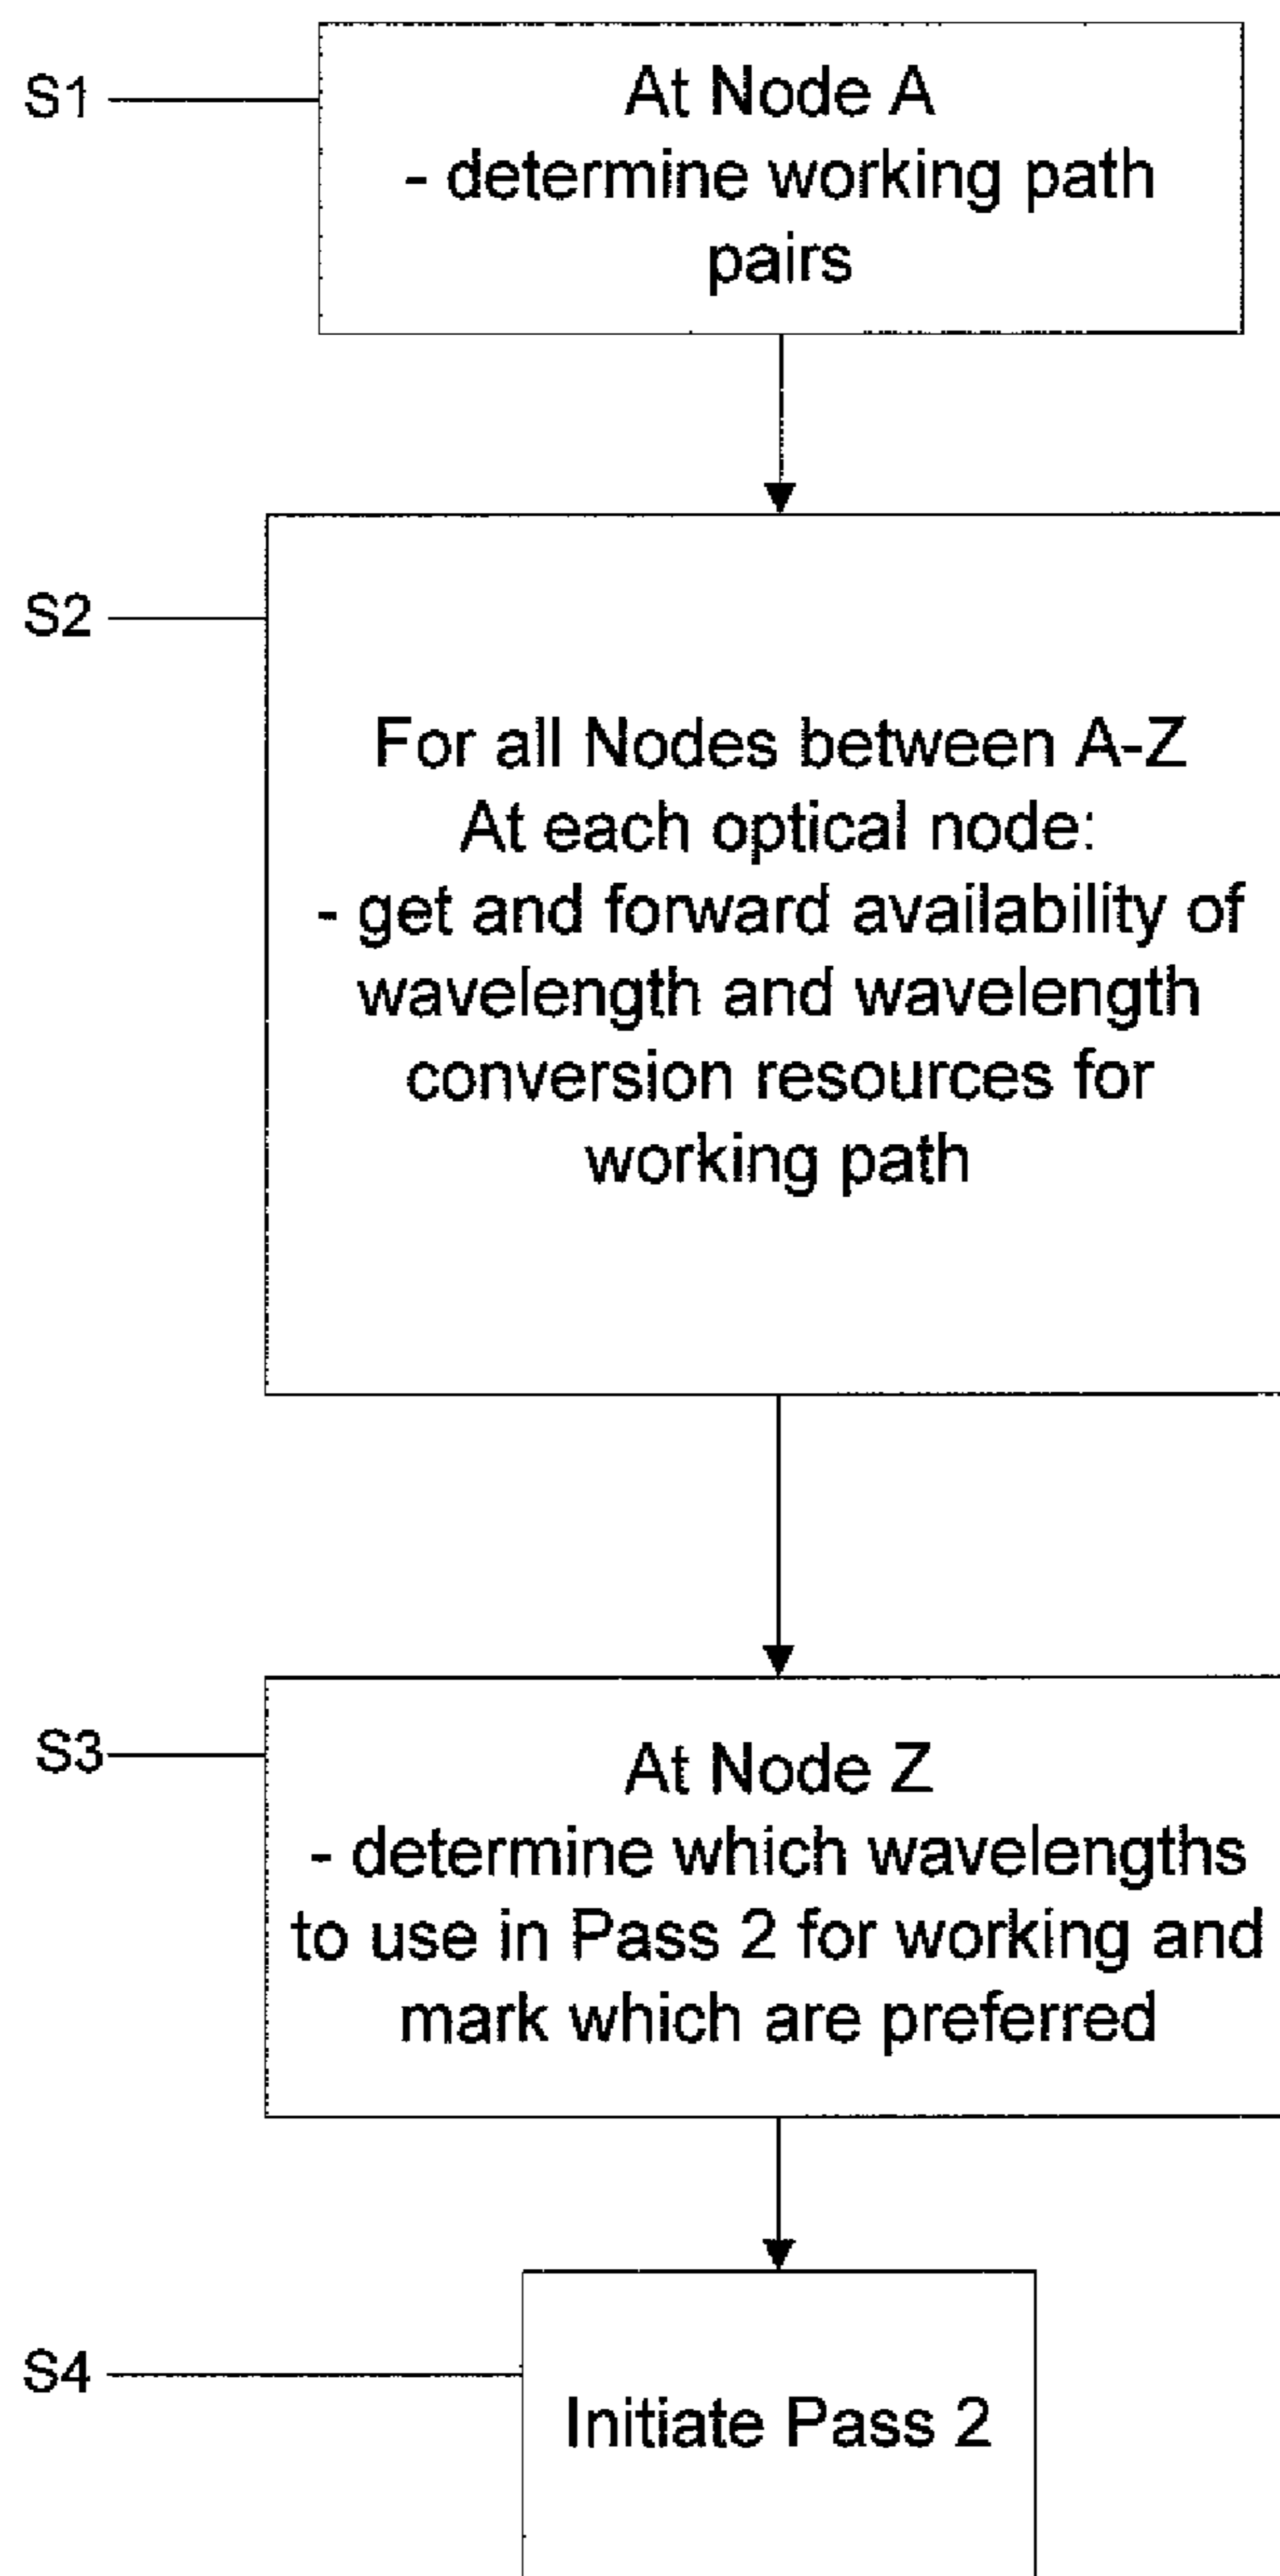 S1
At Node A
- determine working path
pairs
S2
For all Nodes between A-Z
At each optical node:
- get and forward availability of
wavelength and wavelength
conversion resources for
working path
S3
At Node Z
- determine which wavelengths
to use in Pass 2 for working and
mark which are preferred
S4
Initiate Pass 2